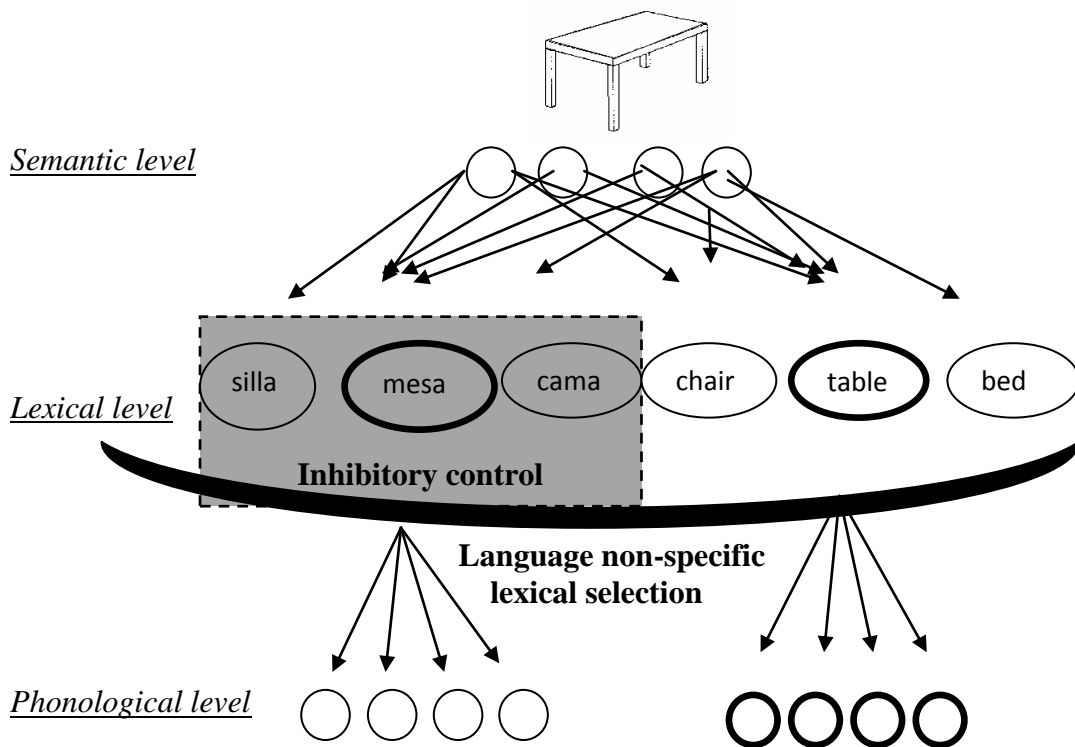 Semantic level
silla mesa cama chair table bed
Lexical level
Inhibitory control
Language non-specific
lexical selection
Phonological level